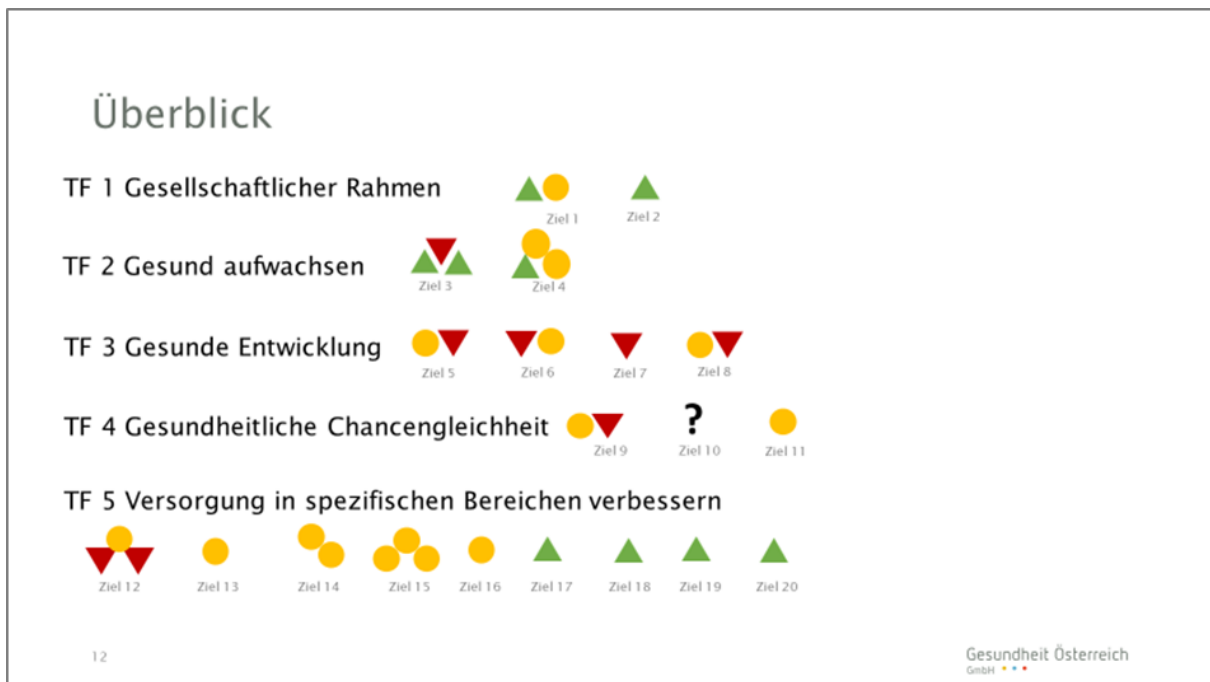 Überblick
TF 1 Gesellschaftlicher Rahmen
Ziel 1 Ziel 2
TF 2 Gesund aufwachsen
Ziel 3 Ziel 4
TF 3 Gesunde Entwicklung
Ziel 5 Ziel 6 Ziel 7 Ziel 8
TF 4 Gesundheitliche Chancengleichheit ?
Ziel 9 Ziel 10 Ziel 11
TF 5 Versorgung in spezifischen Bereichen verbessern
Ziel 12 Ziel 13 Ziel 14 Ziel 15 Ziel 16 Ziel 17 Ziel 18 Ziel 19 Ziel 20
12
Gesundheit Österreich
GmbH